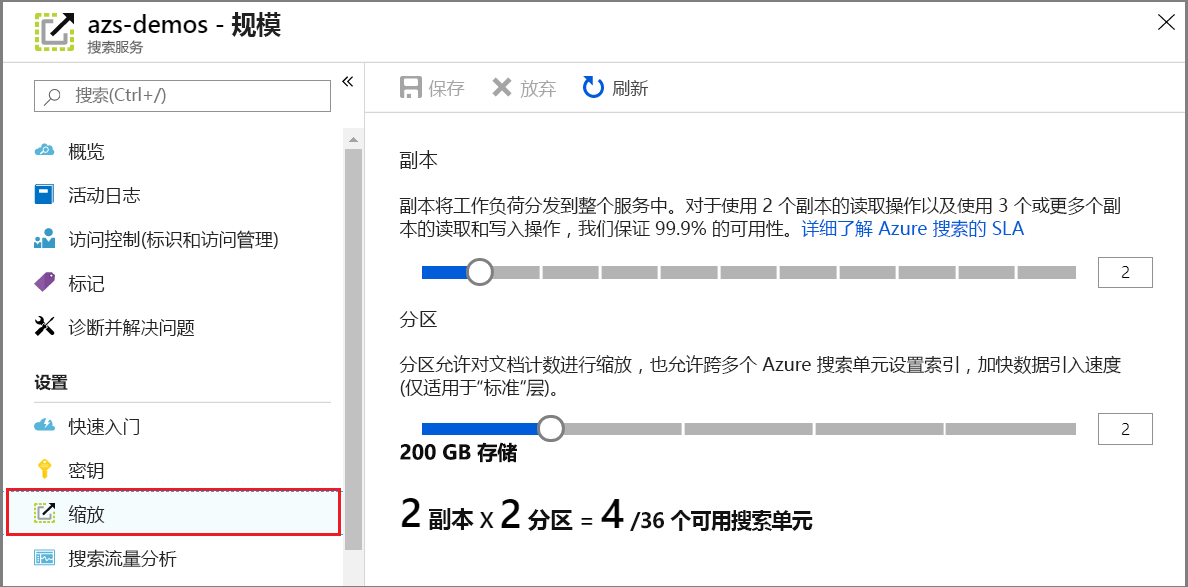 azs-demos - 规模
搜索服务
搜索(Ctrl+/)
«
概览
活动日志
访问控制(标识和访问管理)
标记
诊断并解决问题
设置
快速入门
密钥
缩放
搜索流量分析
保存 放弃 刷新
副本
副本将工作负荷分发到整个服务中。对于使用 2 个副本的读取操作以及使用 3 个或更多个副
本的读取和写入操作，我们保证 99.9% 的可用性。详细了解 Azure 搜索的 SLA
2
分区
分区允许对文档计数进行缩放，也允许跨多个 Azure 搜索单元设置索引，加快数据引入速度
(仅适用于“标准”层)。
2
200 GB 存储
2 副本 x 2 分区 = 4 /36 个可用搜索单元